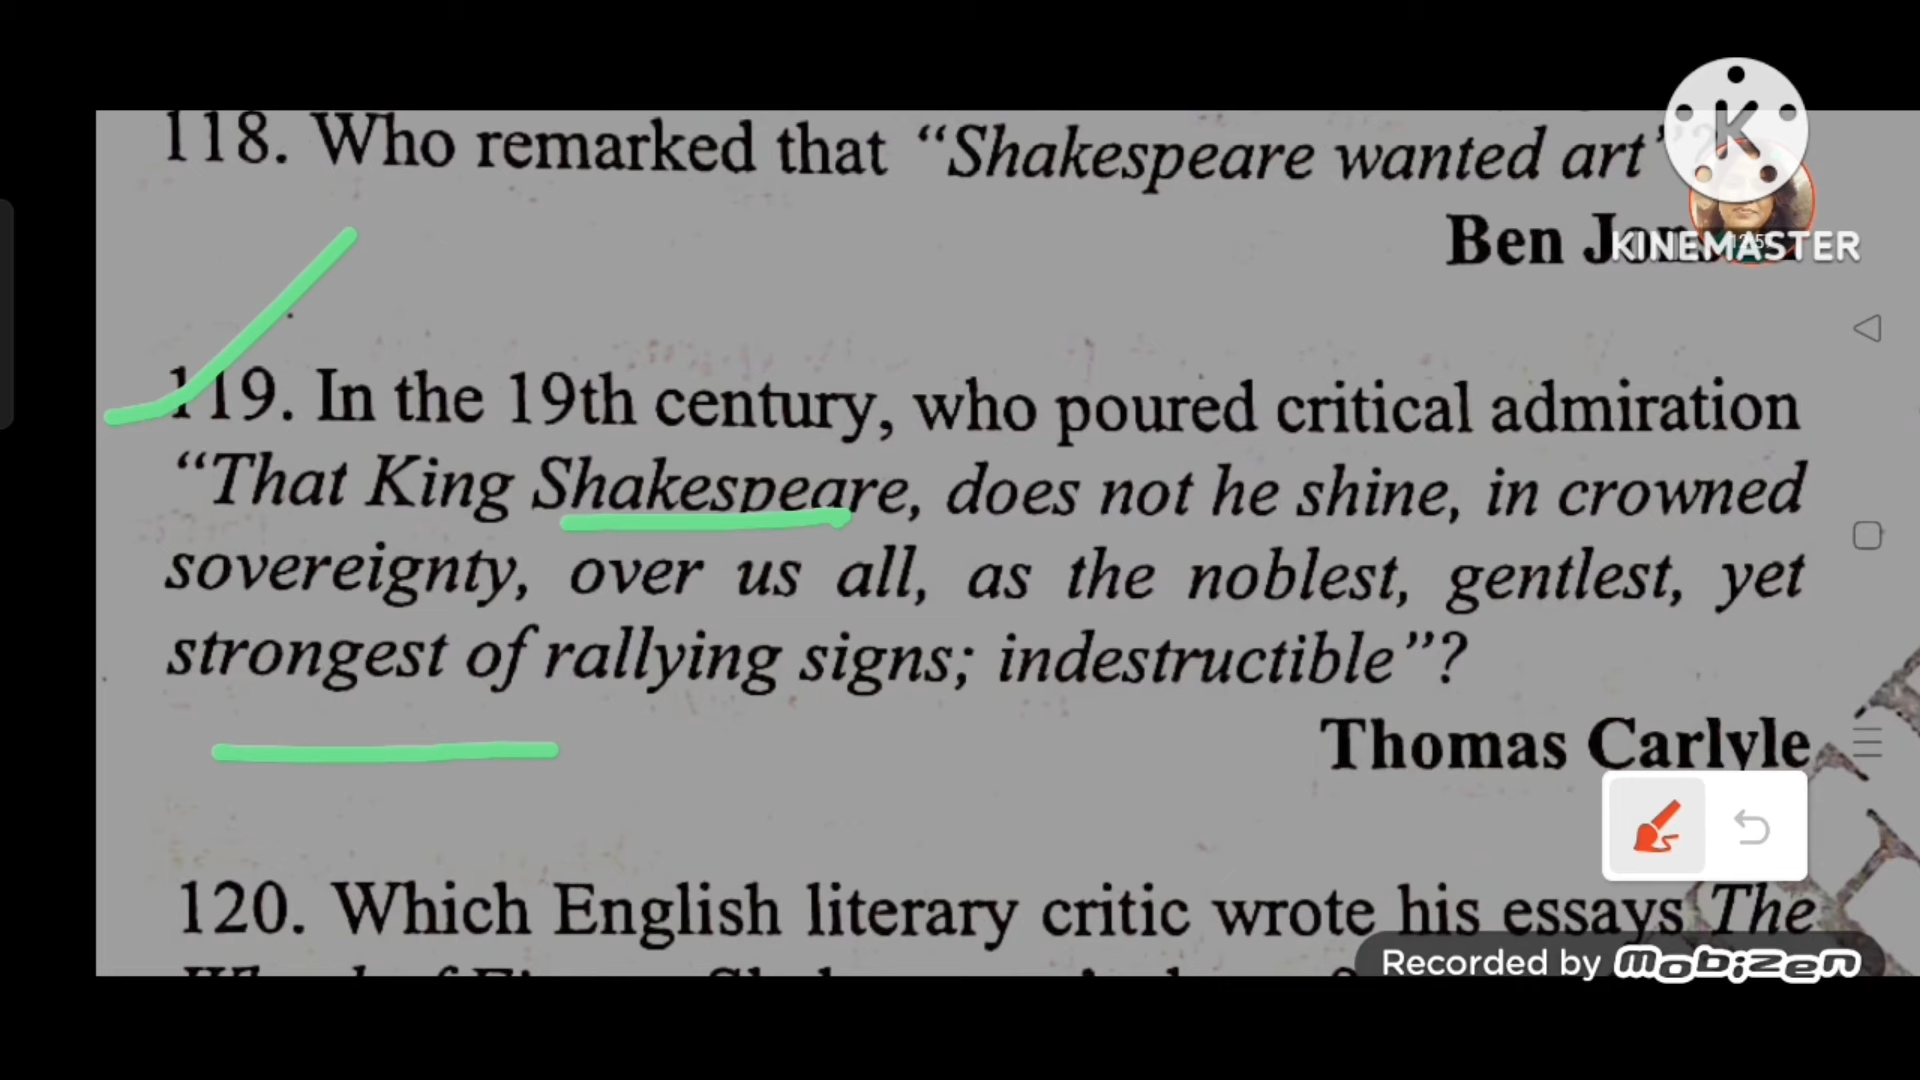 118. Who remarked that “Shakespeare wanted art”?
Ben
KINEMASTER
119. In the 19th century, who poured critical admiration
“That King Shakespeare, does not he shine, in crowned
sovereignty, over us all, as the noblest, gentlest, yet
strongest of rallying signs; indestructible”?
Thomas Carlyle
120. Which English literary critic wrote his essays The
Recorded by mobizen